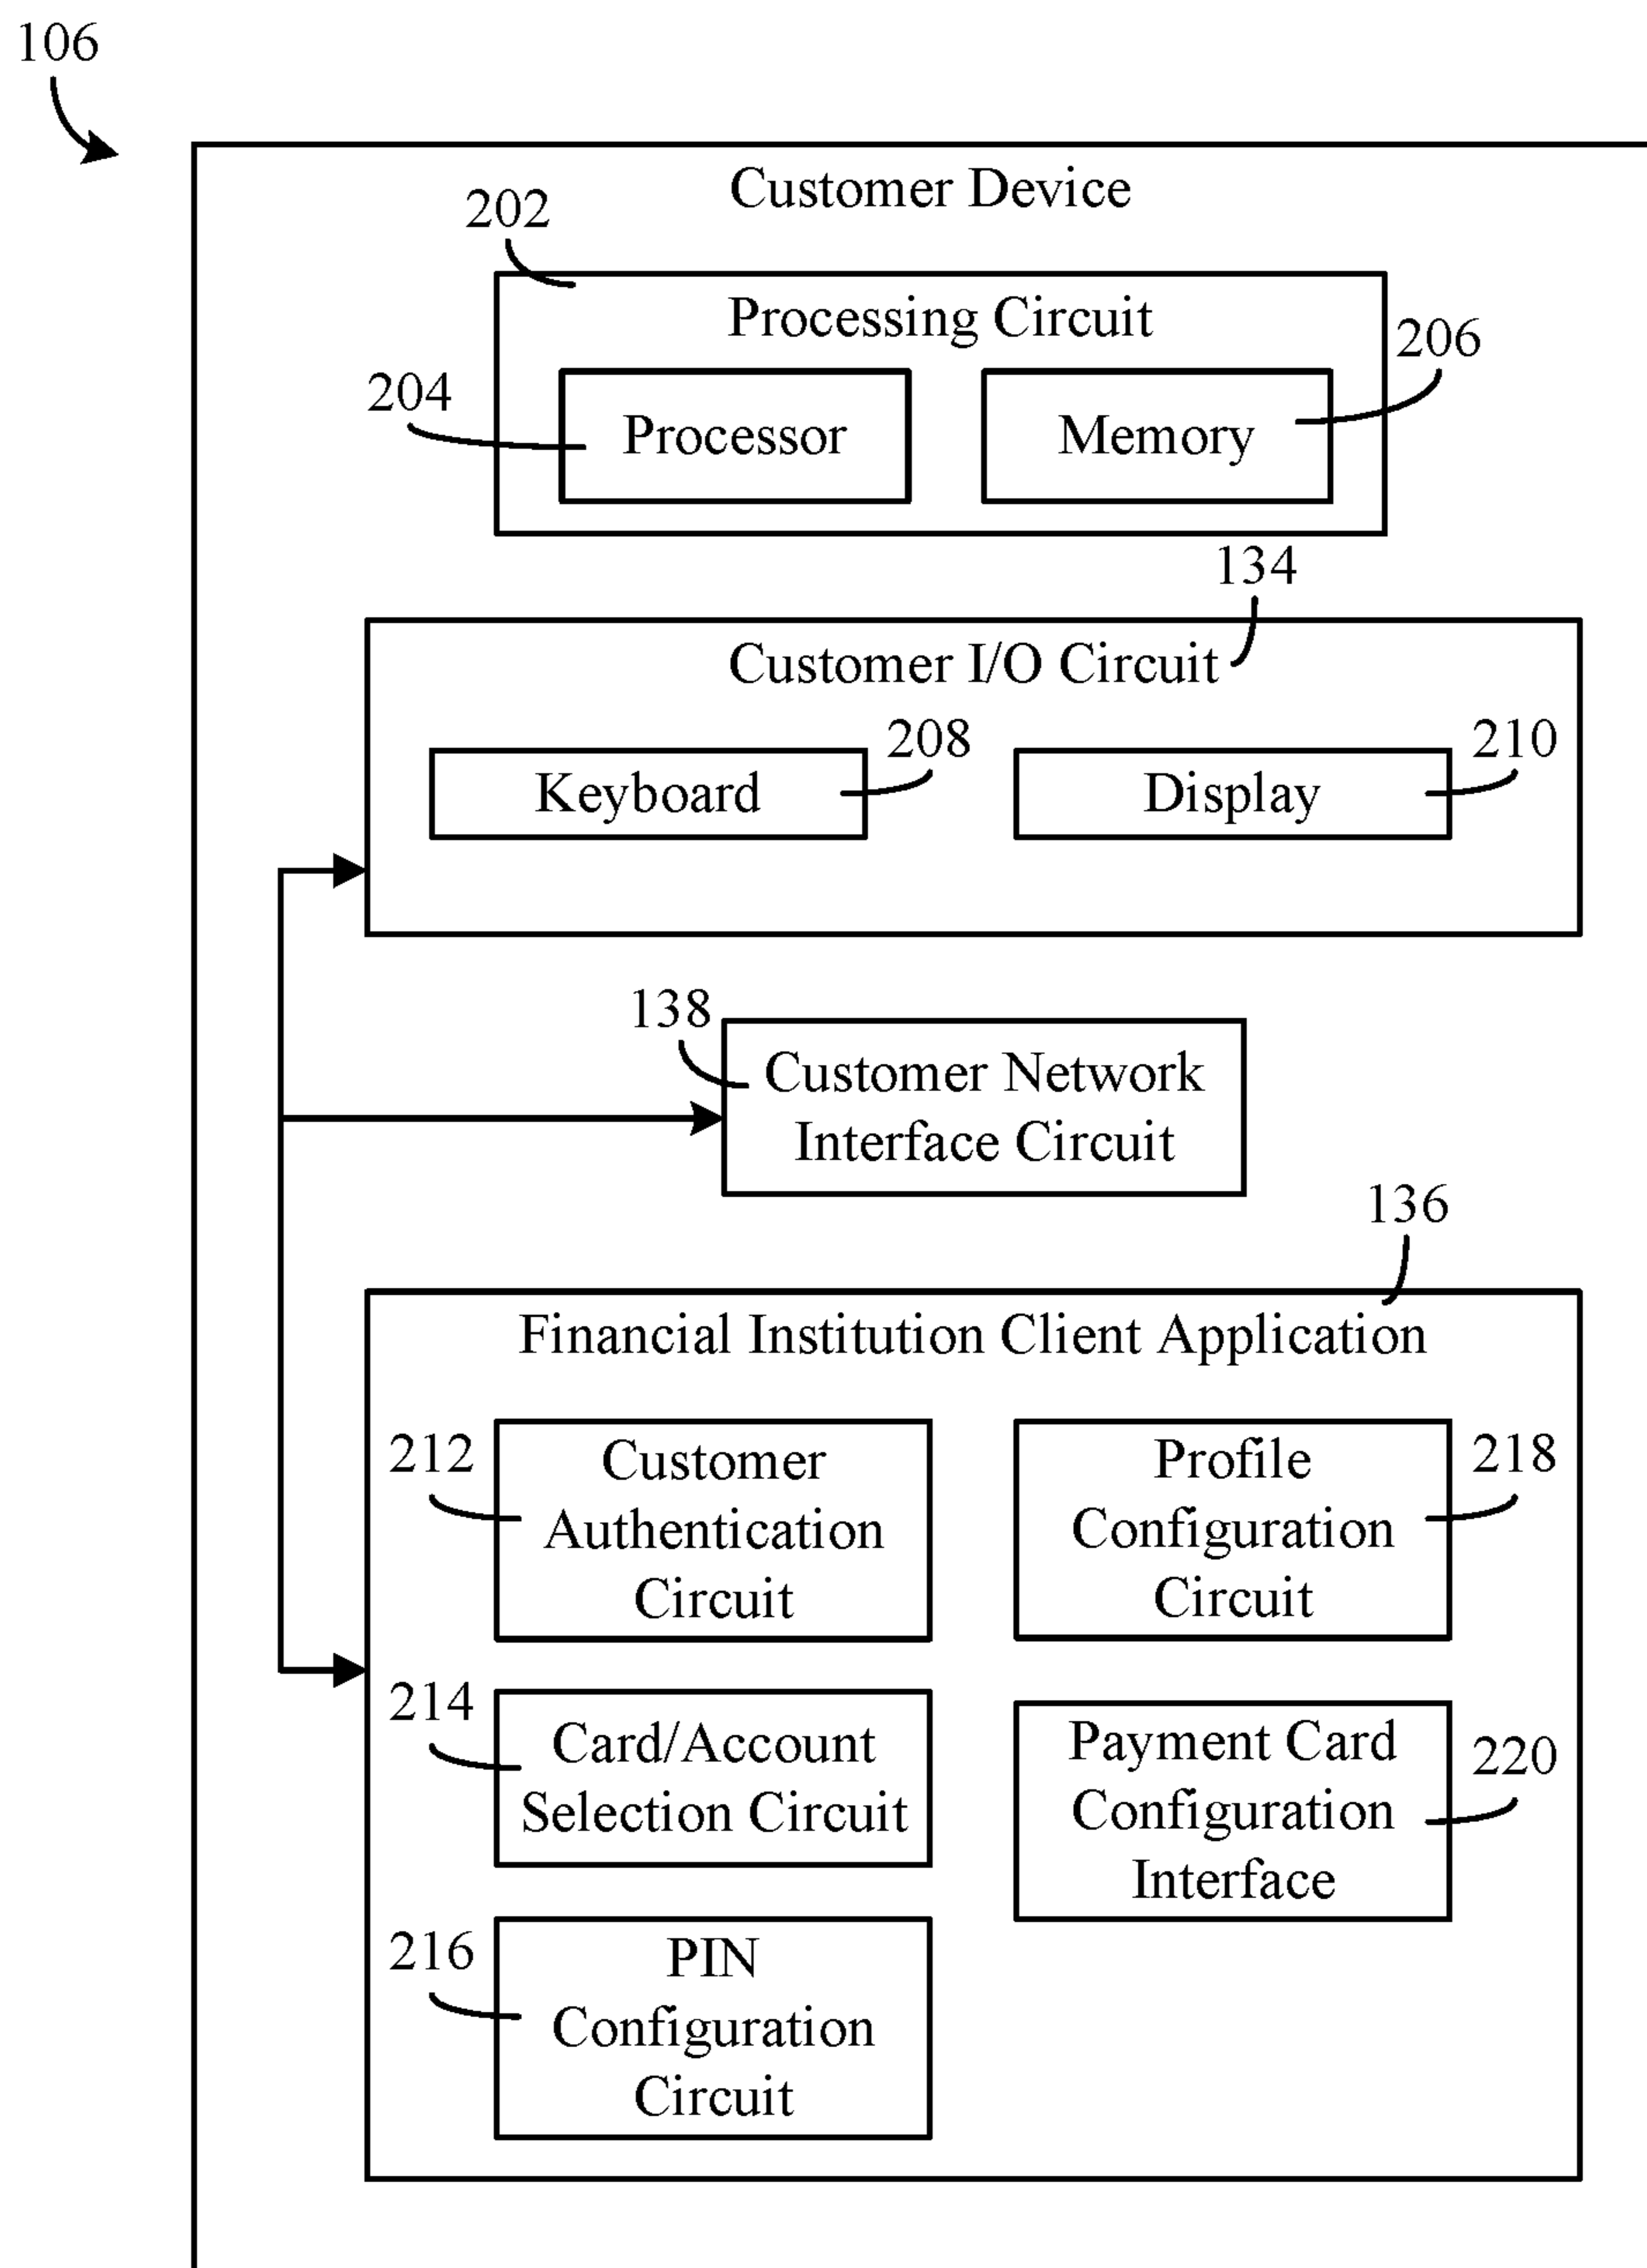 106
Customer Device
202
Processing Circuit
206
204
Processor
Memory
134
Customer I/O Circuit
208
210
Keyboard
Display
138
Customer Network
Interface Circuit
136
Financial Institution Client Application
212
Customer
Authentication
Circuit
Profile
Configuration
Circuit
218
214
Card/Account
Selection Circuit
Payment Card
Configuration
Interface
220
216
PIN
Configuration
Circuit